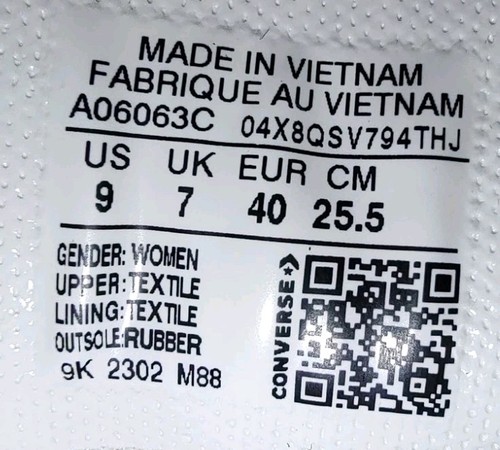 MADE IN VIETNAM
FABRIQUE AU VIETNAM
A06063C 04X8QSV794THJ
US UK EUR CM
9 7 40 25.5
GENDER: WOMEN
UPPER: TEXTILE
LINING: TEXTILE
OUTSOLE:RUBBER
9K 2302 M88
CONVERSE